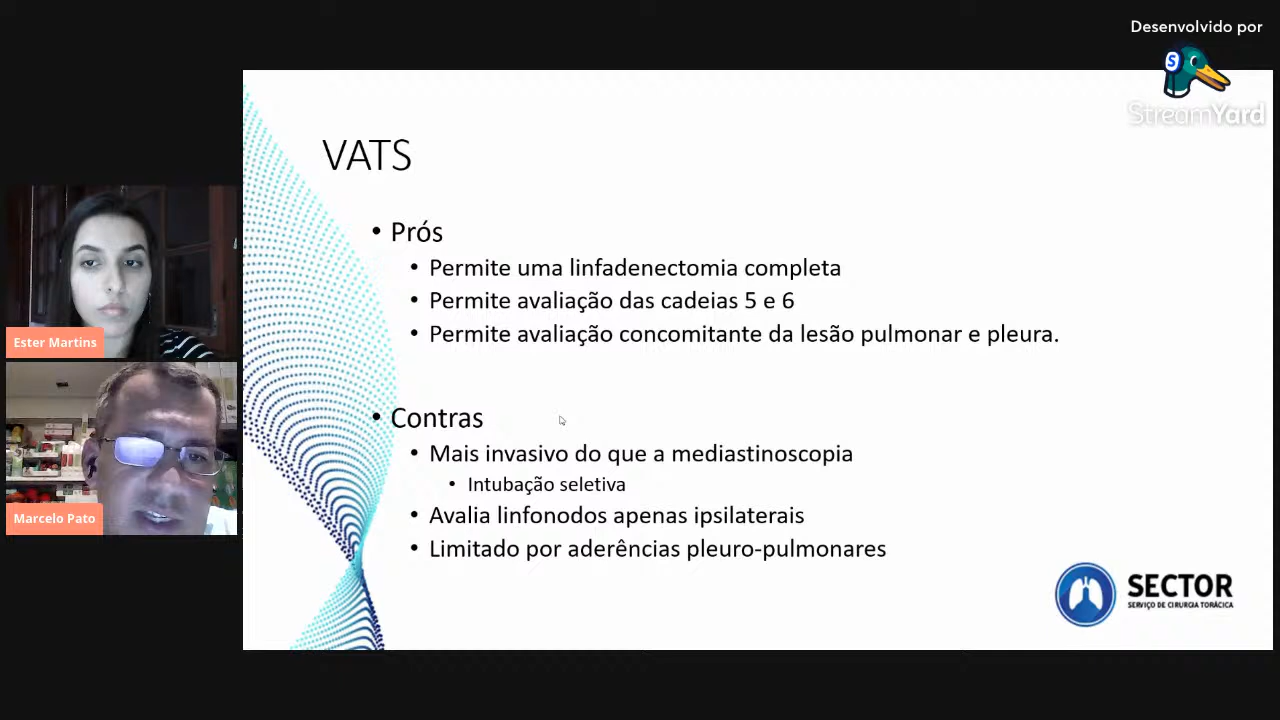 Desenvolvido por
S
StreamYard
VATS
• Prós
• Permite uma linfadenectomia completa
• Permite avaliação das cadeias 5 e 6
• Permite avaliação concomitante da lesão pulmonar e pleura.
• Contras
• Mais invasivo do que a mediastinoscopia
• Intubação seletiva
• Avalia linfonodos apenas ipsilaterais
• Limitado por aderências pleuro-pulmonares
Ester Martins
Marcelo Pato
SECTOR
SERVIÇO DE CIRURGIA TORÁCICA